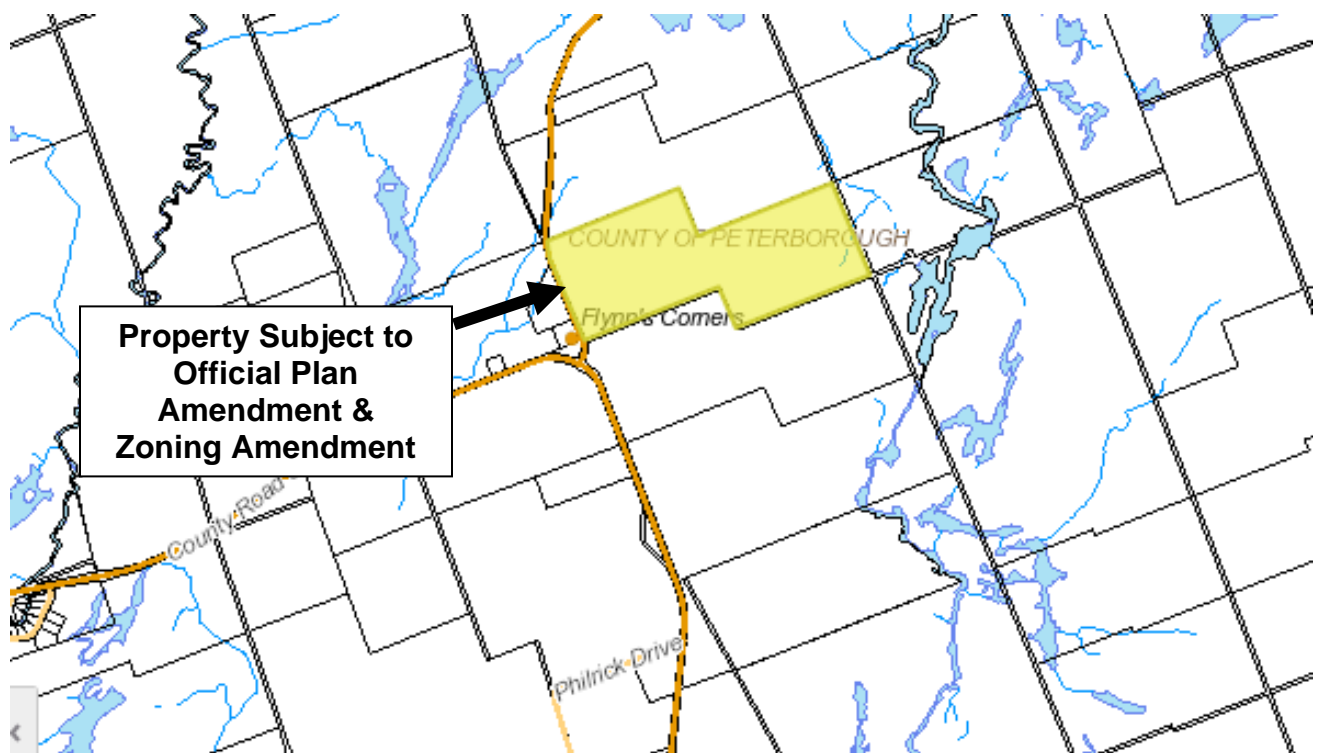 COUNTY OF PETERBOROUGH
Flynn's Corners
Property Subject to
Official Plan
Amendment &
Zoning Amendment
County Road
Philrick Drive